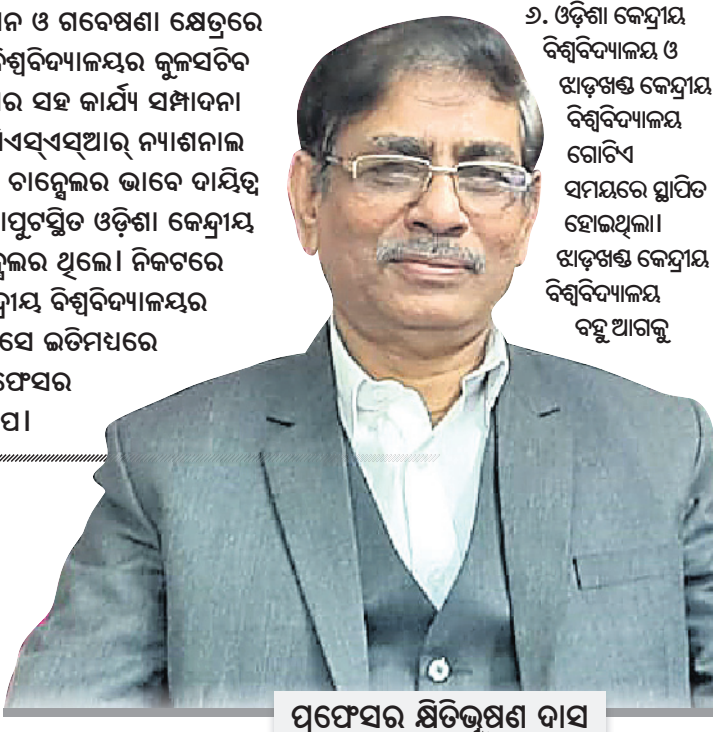 ନ ଓ ଗବେଷଣା କ୍ଷେତ୍ରରେ
ବିଶ୍ୱବିଦ୍ୟାଳୟର କୁଳସଚିବ
ର ସହ କାର୍ଯ୍ୟ ସମ୍ପାଦନା
ଏସ୍‌ଏସ୍‌ଆର୍ ନ୍ୟାଶନାଲ
ଚାନ୍ସେଲର ଭାବେ ଦାୟିତ୍ୱ
ାପୁଟସ୍ଥିତ ଓଡ଼ିଶା କେନ୍ଦ୍ରୀୟ
ଲର ଥିଲେ। ନିକଟରେ
ୀୟ ବିଶ୍ୱବିଦ୍ୟାଳୟର
ସେ ଇତିମଧ୍ୟରେ
ଫେସର
ପ।
୬. ଓଡ଼ିଶା କେନ୍ଦ୍ରୀୟ
ବିଶ୍ୱବିଦ୍ୟାଳୟ ଓ
ଝାଡ଼ଖଣ୍ଡ କେନ୍ଦ୍ରୀୟ
ବିଶ୍ୱବିଦ୍ୟାଳୟ
ଗୋଟିଏ
ସମୟରେ ସ୍ଥାପିତ
ହୋଇଥିଲା।
ଝାଡ଼ଖଣ୍ଡ କେନ୍ଦ୍ରୀୟ
ବିଶ୍ୱବିଦ୍ୟାଳୟ
ବହୁ ଆଗକୁ
ପ୍ରଫେସର କ୍ଷିତିଭୂଷଣ ଦାସ